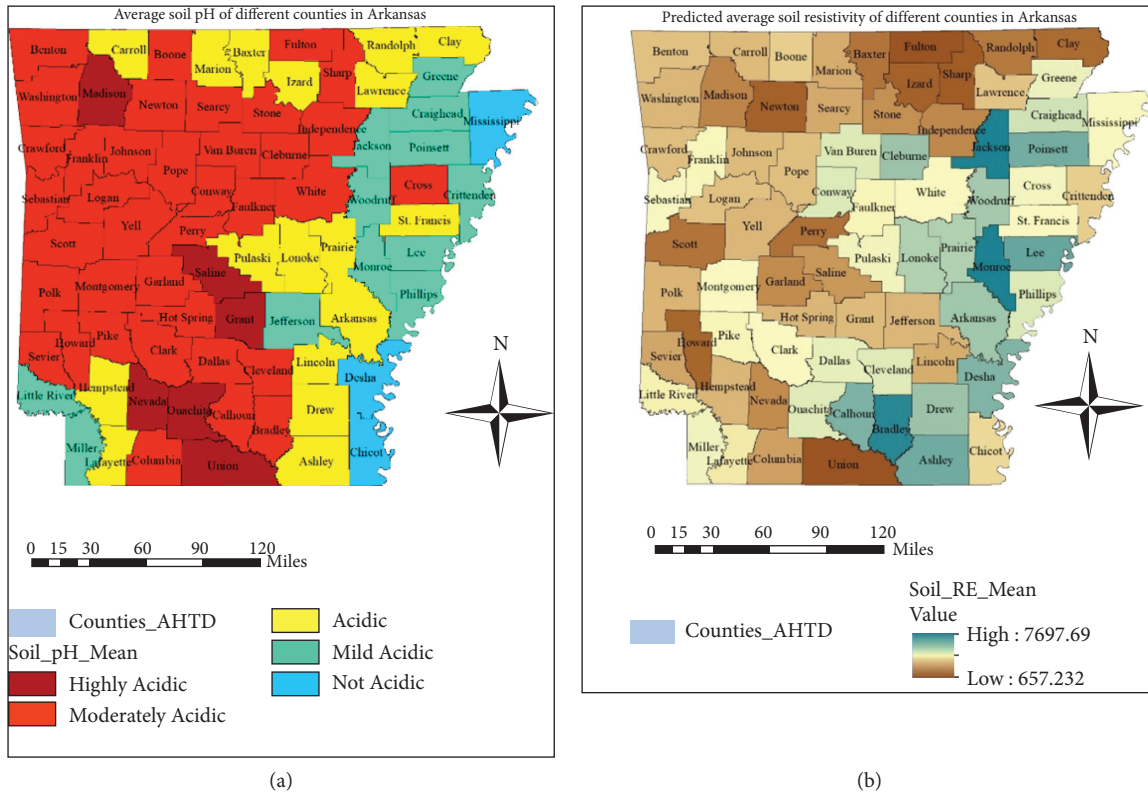 Average soil pH of different counties in Arkansas
Benton
Carroll
Boone
Marion
Baxter
Fulton
Randolph
Clay
Izard
Sharp
Lawrence
Greene
Washington
Madison
Newton
Searcy
Stone
Independence
Craighead
Mississippi
Crawford
Franklin
Johnson
Pope
Van Buren
Cleburne
Jackson
Poinsett
Sebastian
Logan
Conway
Faulkner
White
Woodruff
Cross
Crittenden
St. Francis
Scott
Yell
Perry
Pulaski
Lonoke
Prairie
Monroe
Lee
Saline
Phillips
Polk
Montgomery
Garland
Hot Spring
Grant
Jefferson
Arkansas
Sevier
Howard
Pike
Clark
Dallas
Cleveland
Lincoln
Desha
Little River
Hempstead
Nevada
Ouachita
Calhoun
Bradley
Drew
Miller
Lafayette
Columbia
Union
Ashley
Chicot
N
0 15 30 60 90 120
Miles
Counties_AHTD
Soil_pH_Mean
Highly Acidic
Moderately Acidic
Acidic
Mild Acidic
Not Acidic
(a)
Predicted average soil resistivity of different counties in Arkansas
Benton
Carroll
Boone
Marion
Baxter
Fulton
Randolph
Clay
Izard
Sharp
Lawrence
Greene
Washington
Madison
Newton
Searcy
Stone
Independence
Craighead
Mississippi
Crawford
Franklin
Johnson
Pope
Van Buren
Cleburne
Jackson
Poinsett
Sebastian
Logan
Conway
Faulkner
White
Woodruff
Cross
Crittenden
St. Francis
Scott
Yell
Perry
Pulaski
Lonoke
Prairie
Monroe
Lee
Saline
Phillips
Polk
Montgomery
Garland
Hot Spring
Grant
Jefferson
Arkansas
Sevier
Howard
Pike
Clark
Dallas
Cleveland
Lincoln
Desha
Little River
Hempstead
Nevada
Ouachita
Calhoun
Bradley
Drew
Miller
Lafayette
Columbia
Union
Ashley
Chicot
N
0 15 30 60 90 120
Miles
Counties_AHTD
Soil_RE_Mean
Value
High : 7697.69
Low : 657.232
(b)